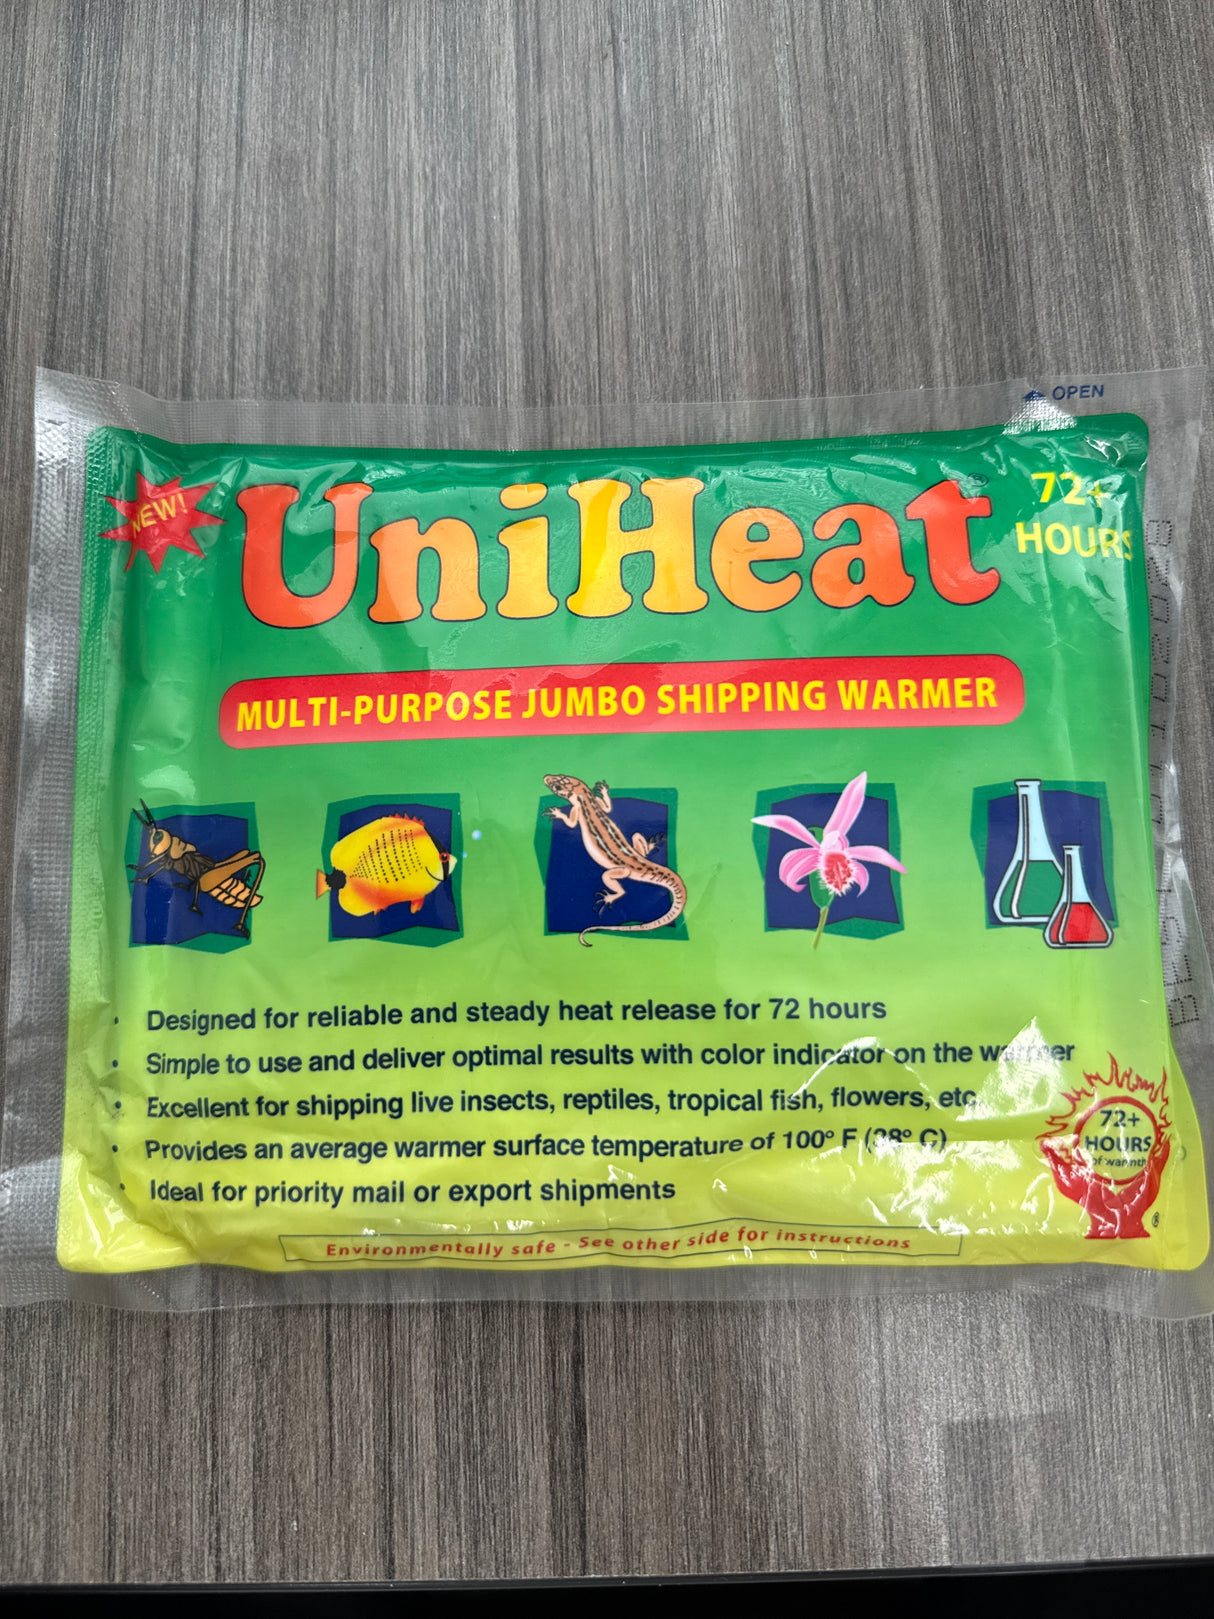 OPEN
NEW!
UniHeat
72+
HOURS
MULTI-PURPOSE JUMBO SHIPPING WARMER
• Designed for reliable and steady heat release for 72 hours
• Simple to use and deliver optimal results with color indicator on the warmer
• Excellent for shipping live insects, reptiles, tropical fish, flowers, etc.
• Provides an average warmer surface temperature of 100° F (38° C)
• Ideal for priority mail or export shipments
72+
HOURS
of warmth
®
Environmentally safe - See other side for instructions